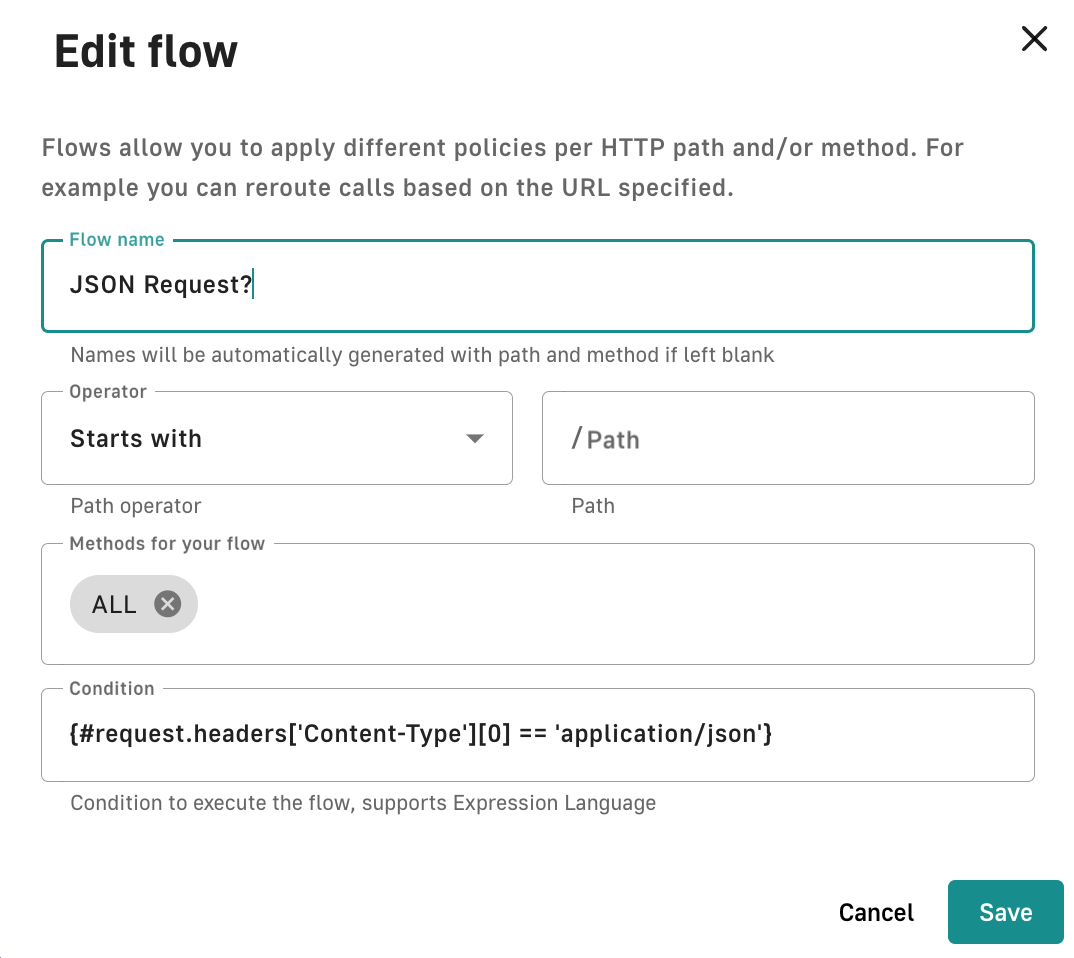 Edit flow
Flows allow you to apply different policies per HTTP path and/or method. For
example you can reroute calls based on the URL specified.
Flow name
JSON Request?
Names will be automatically generated with path and method if left blank
Operator
Starts with
/ Path
Path operator
Path
Methods for your flow
ALL
Condition
{#request.headers['Content-Type'][0] == 'application/json'}
Condition to execute the flow, supports Expression Language
Cancel
Save